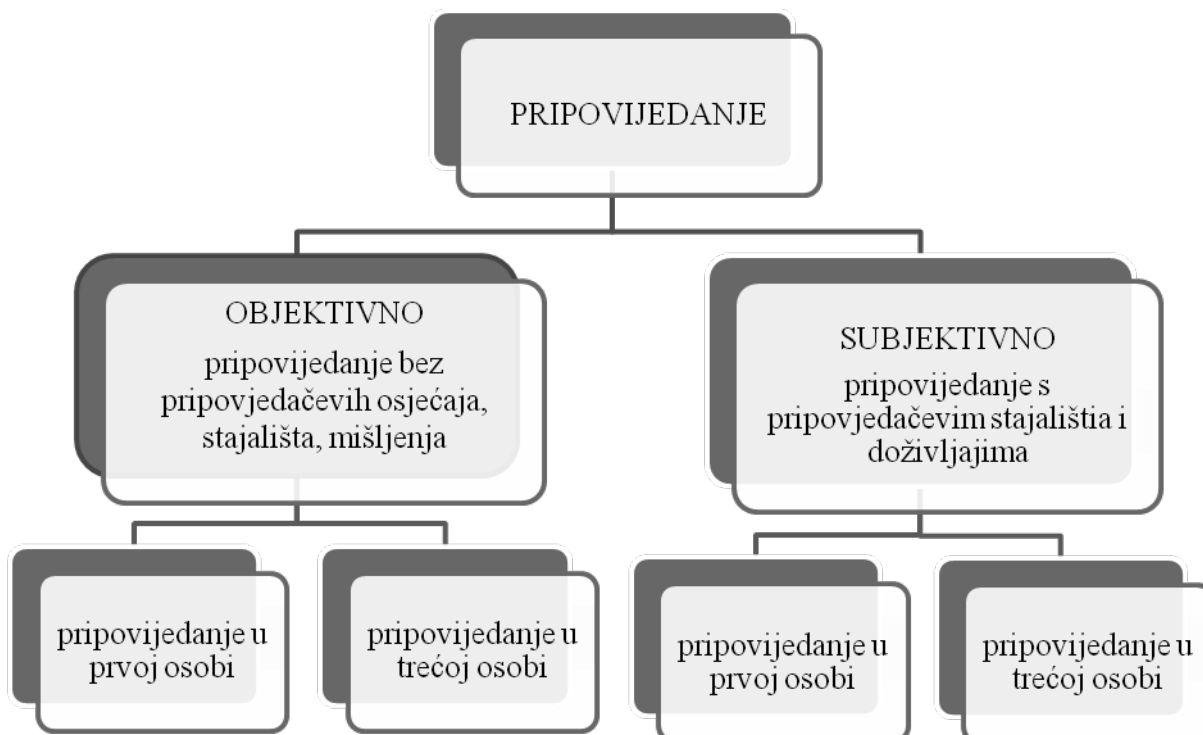 PRIPOVIJEDANJE
OBJEKTIVNO
pripovijedanje bez
pripovjedačevih osjećaja,
stajališta, mišljenja
SUBJEKTIVNO
pripovijedanje s
pripovjedačevim stajalištia i
doživljajima
pripovijedanje u
prvoj osobi
pripovijedanje u
trećoj osobi
pripovijedanje u
prvoj osobi
pripovijedanje u
trećoj osobi